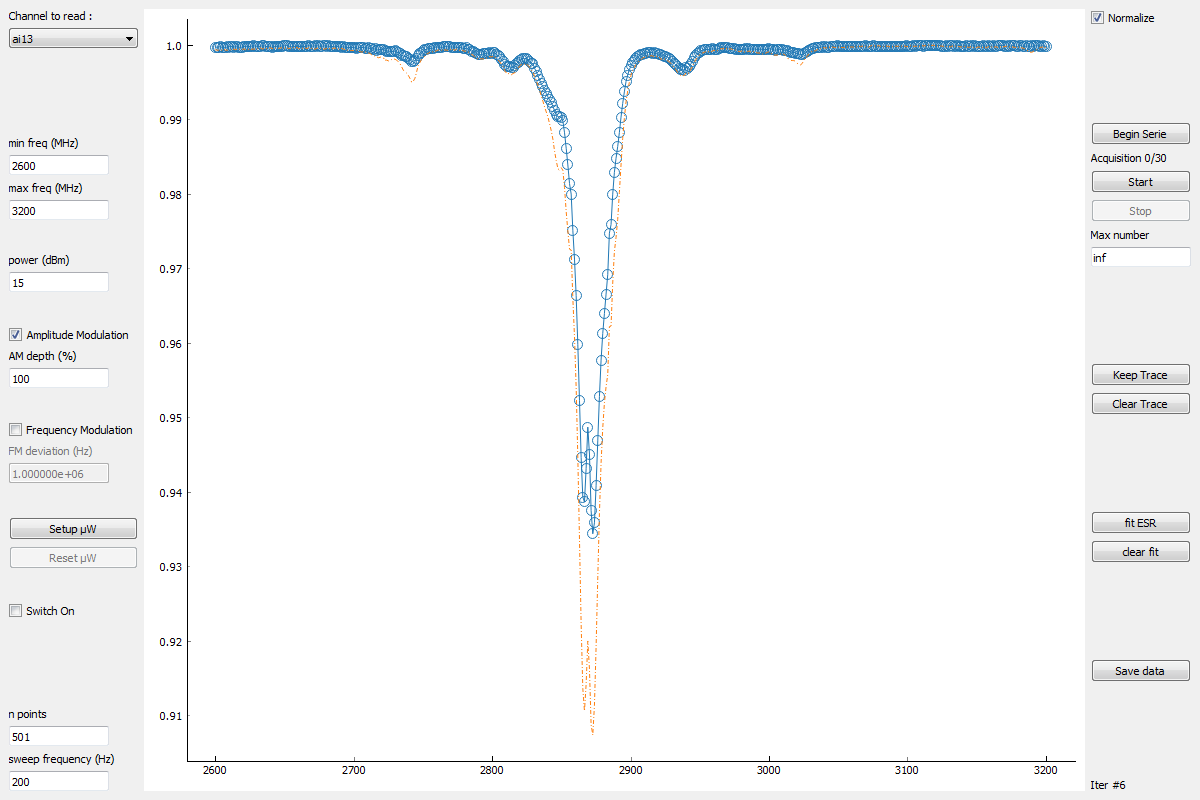 Channel to read :
ai13
min freq (MHz)
2600
max freq (MHz)
3200
power (dBm)
15
Amplitude Modulation
AM depth (%)
100
Frequency Modulation
FM deviation (Hz)
1.000000e+06
Setup µW
Reset µW
Switch On
n points
501
sweep frequency (Hz)
200
1.0
0.99
0.98
0.97
0.96
0.95
0.94
0.93
0.92
0.91
2600 2700 2800 2900 3000 3100 3200
Normalize
Begin Serie
Acquisition 0/30
Start
Stop
Max number
inf
Keep Trace
Clear Trace
fit ESR
clear fit
Save data
Iter #6